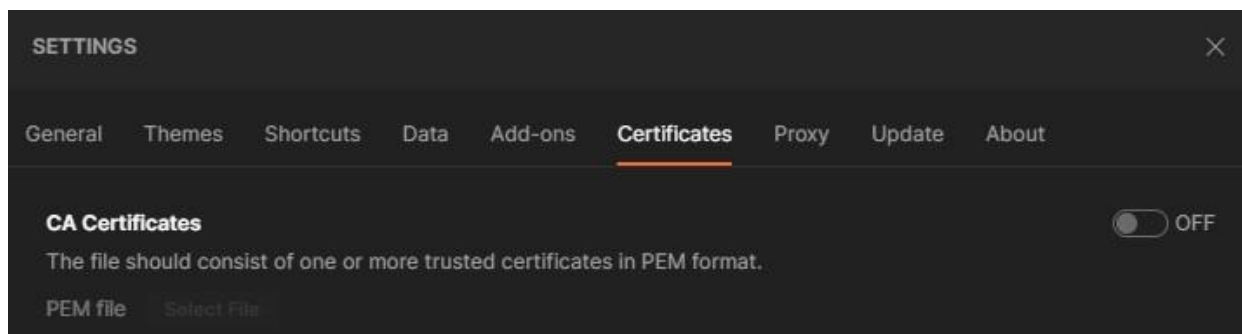 SETTINGS
General Themes Shortcuts Data Add-ons Certificates Proxy Update About
CA Certificates OFF
The file should consist of one or more trusted certificates in PEM format.
PEM file Select File